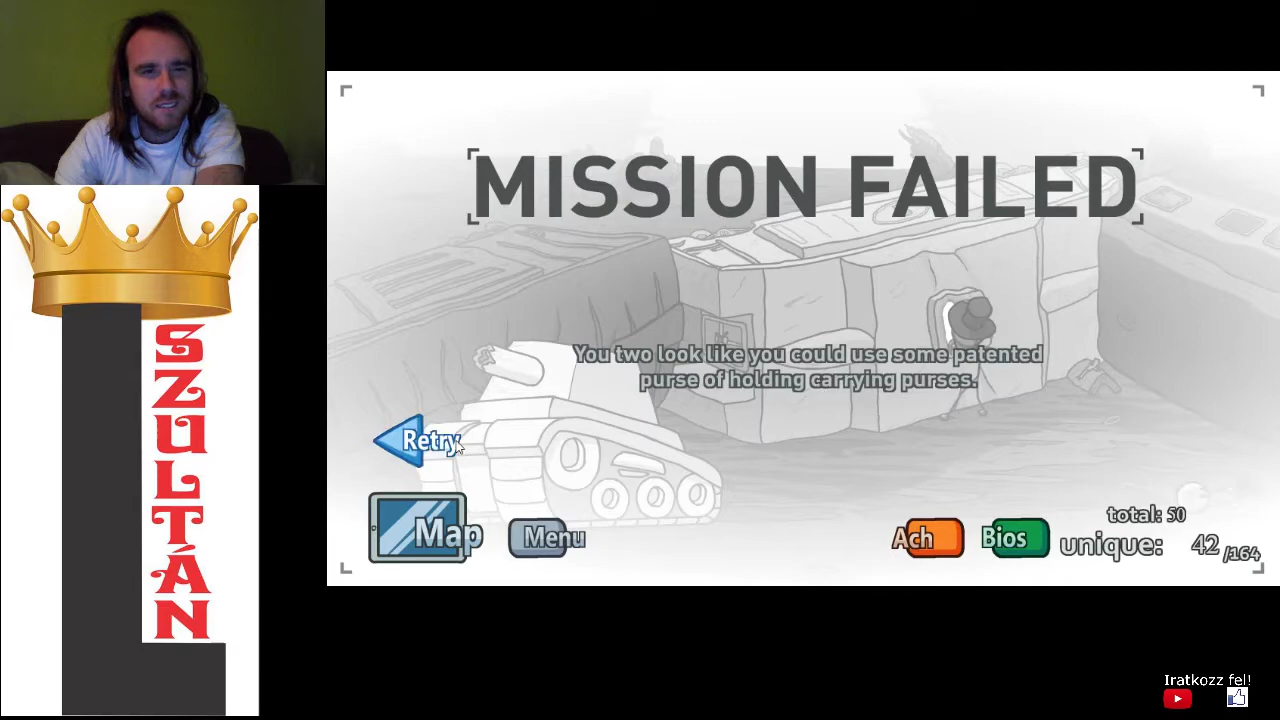 L
SZULTÁN
MISSION FAILED
You two look like you could use some patented
purse of holding carrying purses.
Retry
Map
Menu
Ach
Bios
total: 50
unique: 42 /164
Iratkozz fel!